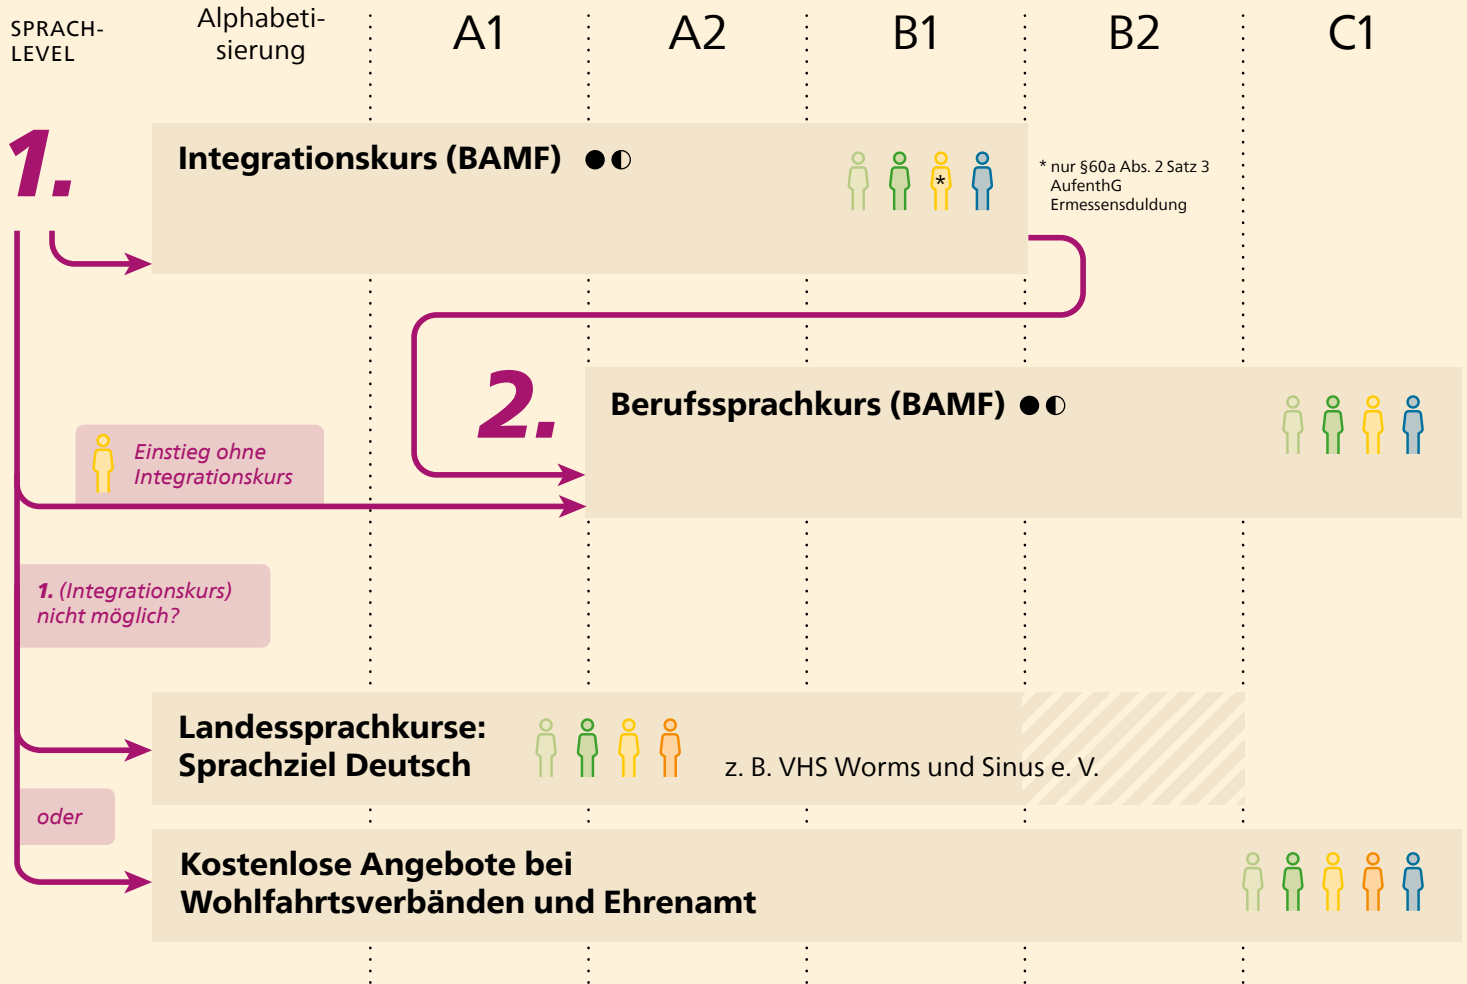 SPRACH-
LEVEL
Alphabeti-
sierung
A1
A2
B1
B2
C1
1.
Integrationskurs (BAMF)
*
* nur §60a Abs. 2 Satz 3
AufenthG
Ermessensduldung
2.
Berufssprachkurs (BAMF)
Einstieg ohne
Integrationskurs
1. (Integrationskurs)
nicht möglich?
Landessprachkurse:
Sprachziel Deutsch
z. B. VHS Worms und Sinus e. V.
oder
Kostenlose Angebote bei
Wohlfahrtsverbänden und Ehrenamt